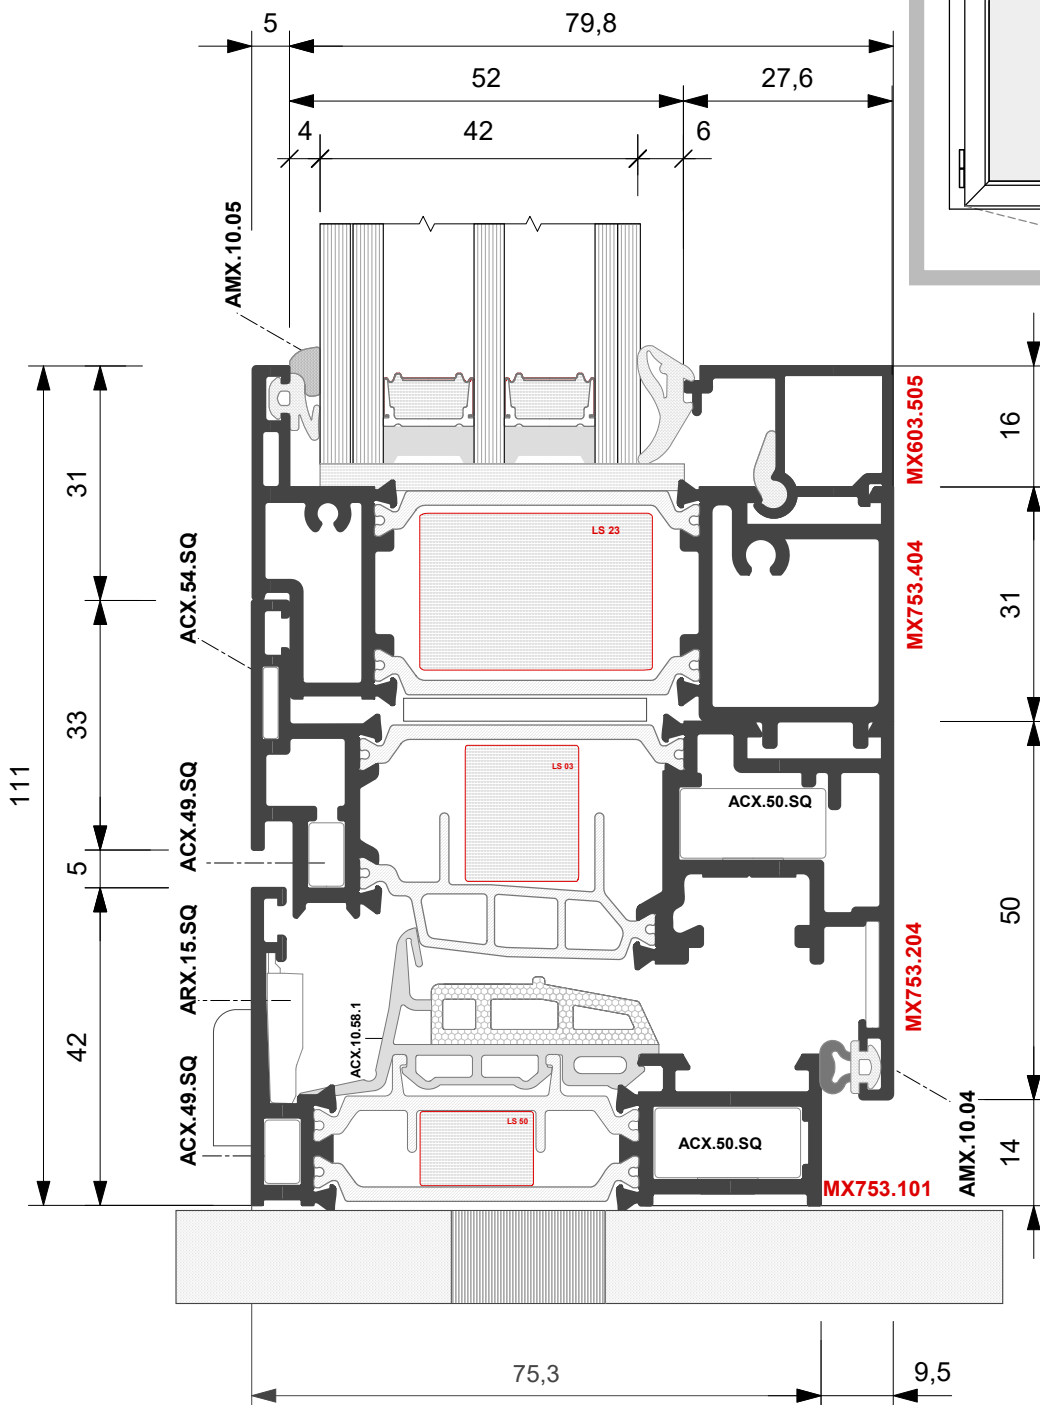 5
79,8
52
27,6
4
42
6
AMX.10.05
31
ACX.54.SQ
33
111
ACX.49.SQ
5
ARX.15.SQ
42
ACX.49.SQ
LS 23
LS 03
ACX.50.SQ
ACX.10.58.1
LS 50
ACX.50.SQ
MX603.505
16
MX753.404
31
50
MX753.204
AMX.10.04
14
MX753.101
75,3
9,5